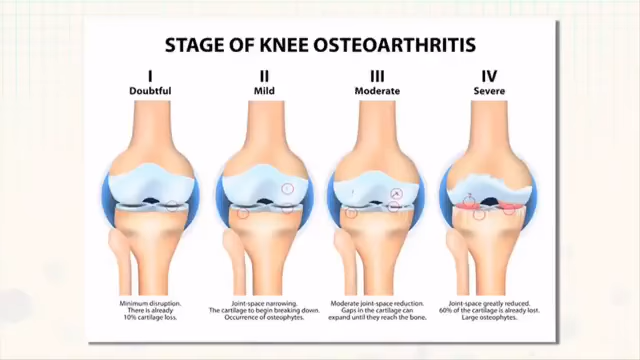 STAGE OF KNEE OSTEOARTHRITIS
I
Doubtful
II
Mild
III
Moderate
IV
Severe
Minimum disruption.
There is already
10% cartilage loss.
Joint-space narrowing.
The cartilage to begin breaking down.
Occurrence of osteophytes.
Moderate joint-space reduction.
Gaps in the cartilage can
expand until they reach the bone.
Joint-space greatly reduced.
60% of the cartilage is already lost.
Large osteophytes.